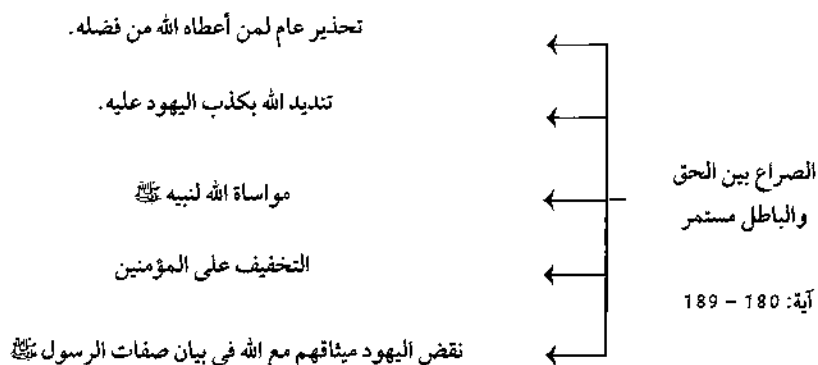 الصراع بين الحق
والباطل مستمر
آية: 180 – 189
تحذير عام لمن أعطاه الله من فضله.
تنديد الله بكذب اليهود عليه.
مواساة الله لنبيه ﷺ
التخفيف على المؤمنين
نقض اليهود ميثاقهم مع الله في بيان صفات الرسول ﷺ